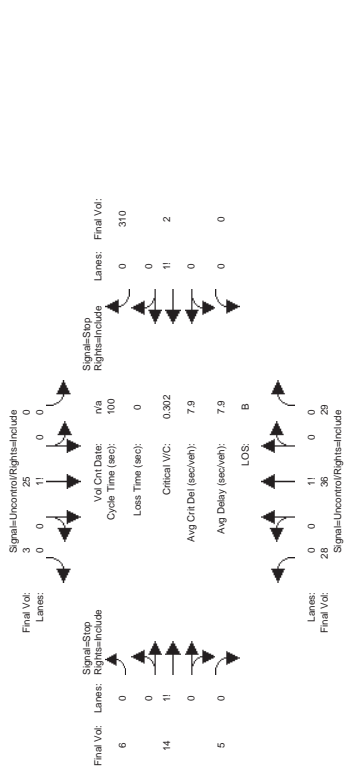 Signal=Uncontrol/Rights=Include
Final Vol: 3 25 0
Lanes: 0 0 1! 0 0
Signal=Stop Signal=Stop
Final Vol: Lanes: Rights=Include Vol Cnt Date: n/a Rights=Include Lanes: Final Vol:
6 0 Cycle Time (sec): 100 0 310
0 Loss Time (sec): 0 0
14 1! Critical V/C: 0.302 1! 2
0 Avg Crit Del (sec/veh): 7.9 0
5 0 Avg Delay (sec/veh): 7.9 0 0
LOS: B
Lanes: 0 0 1! 0 0
Final Vol: 28 36 29
Signal=Uncontrol/Rights=Include